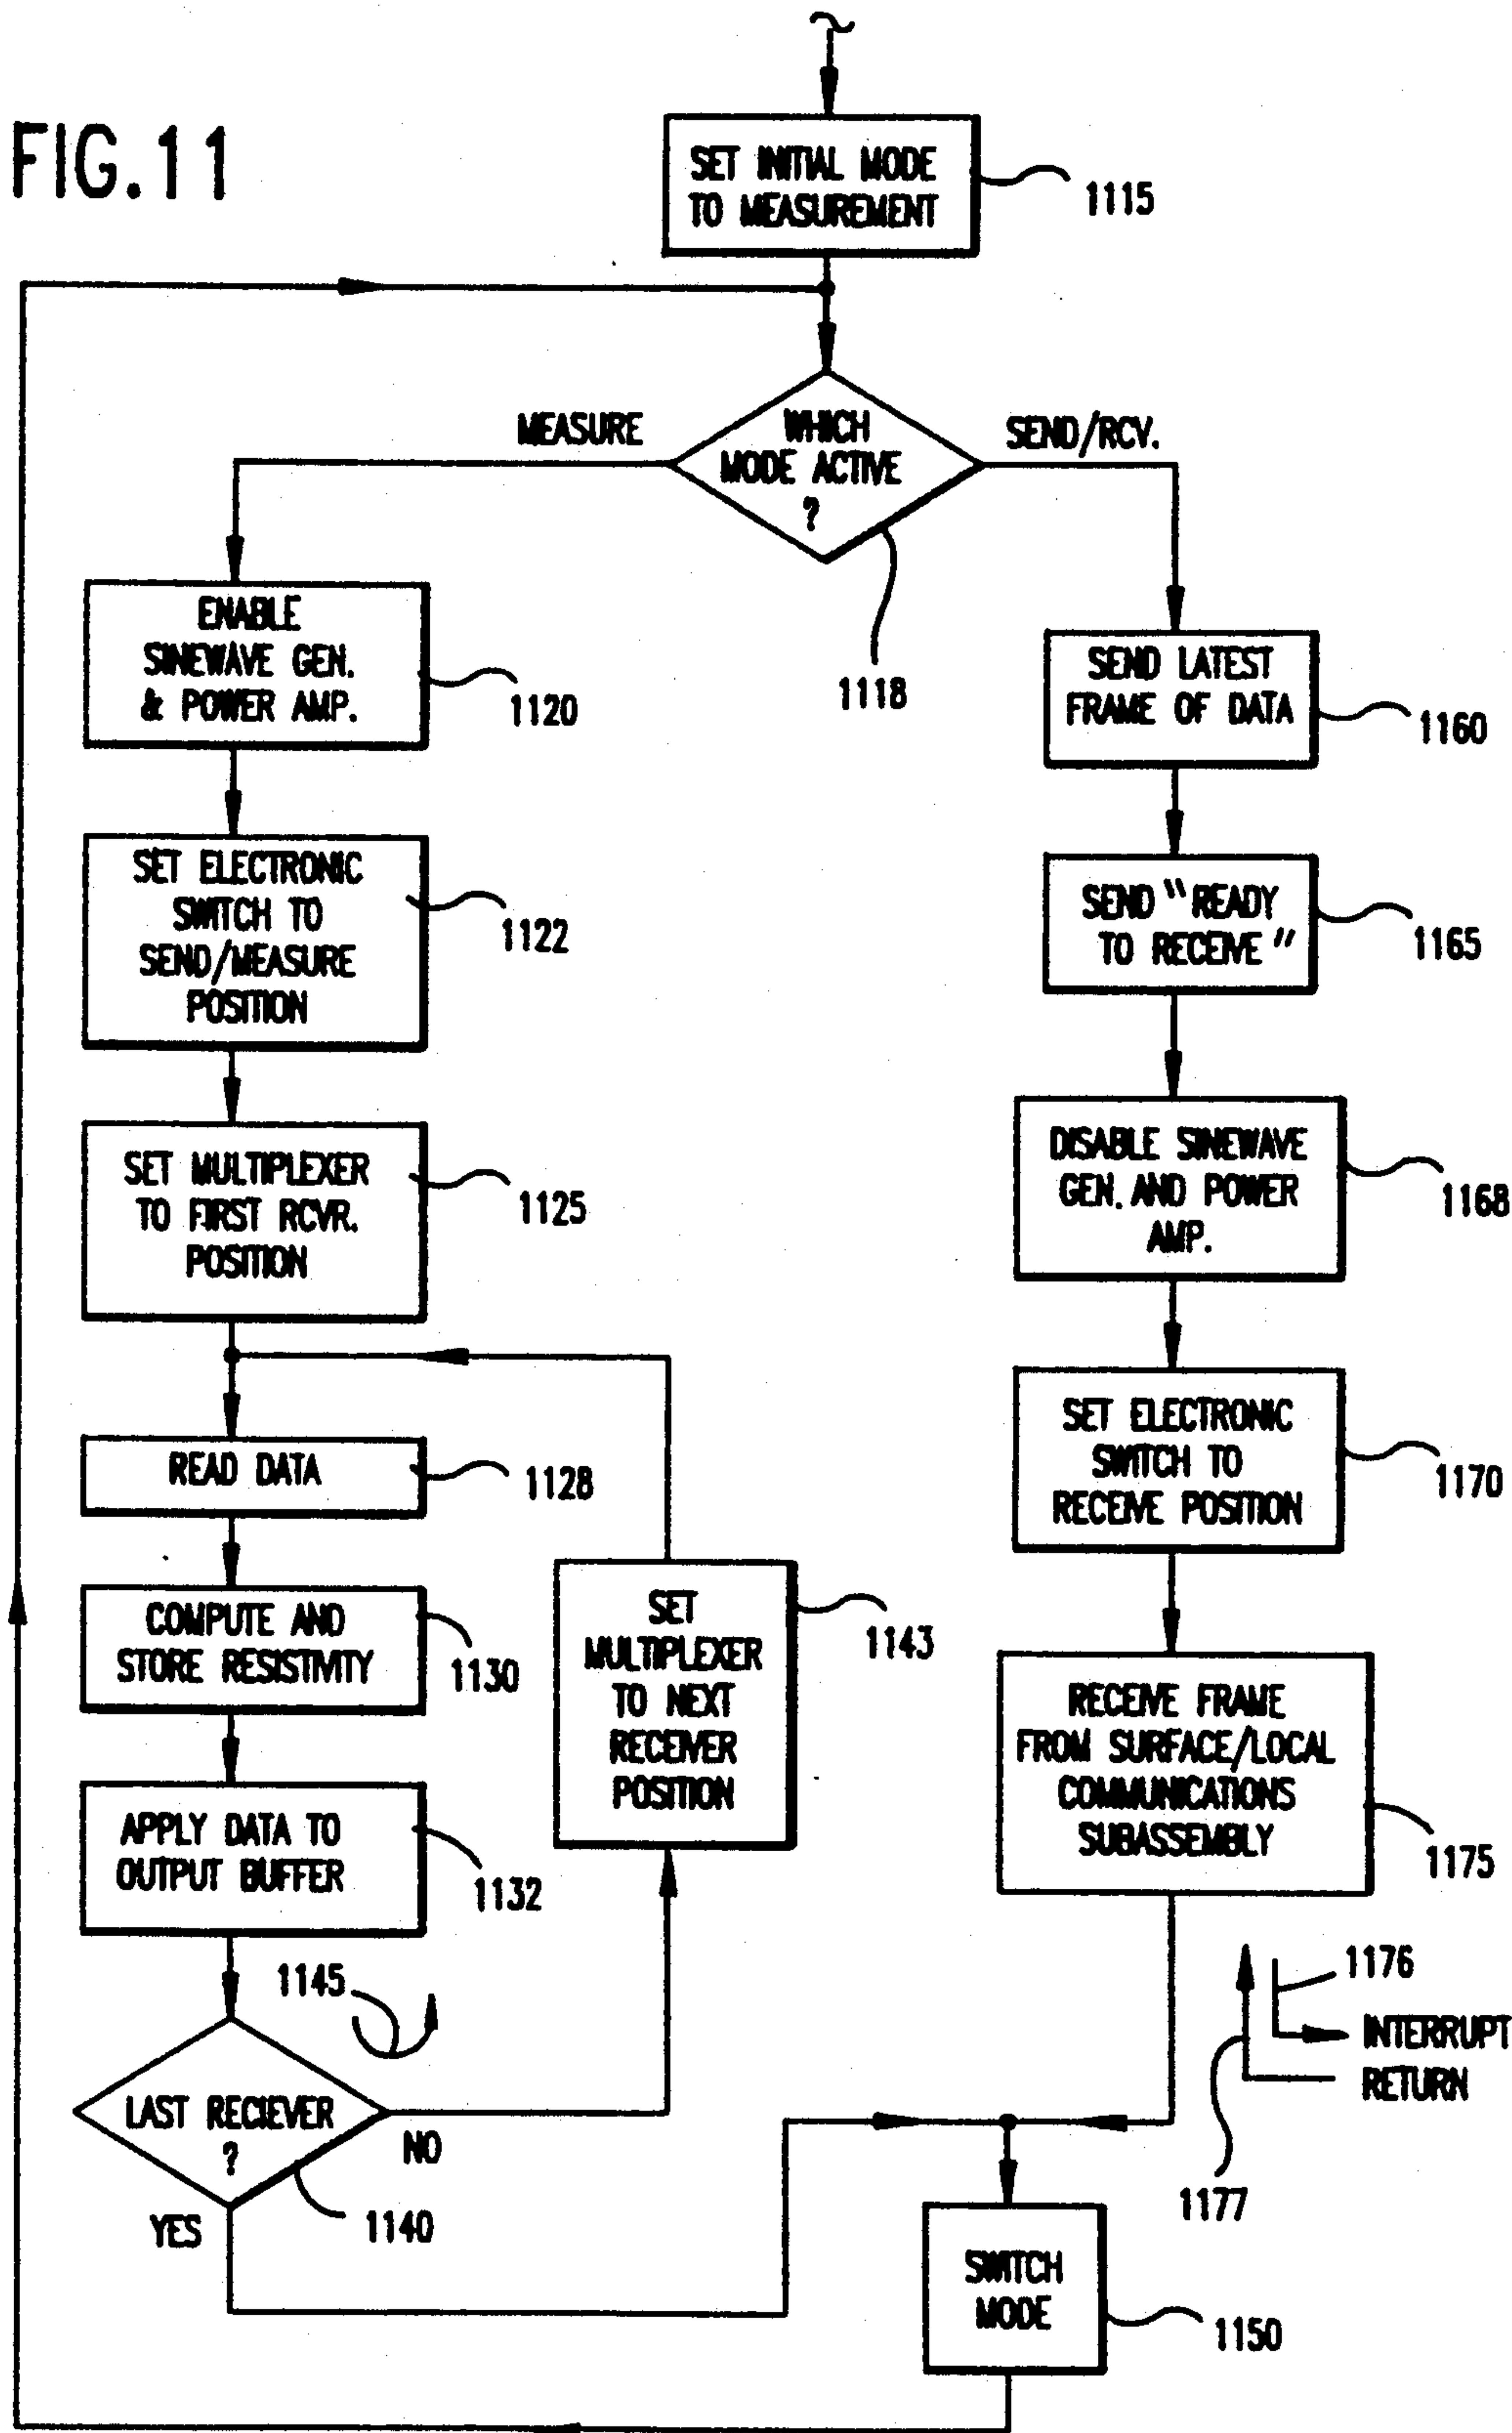 FIG.11
SET INITIAL MODE
TO MEASUREMENT
1115
WHICH
MODE ACTIVE
?
MEASURE
SEND/RCV.
1118
ENABLE
SINEWAVE GEN.
& POWER AMP.
1120
SET ELECTRONIC
SWITCH TO
SEND/MEASURE
POSITION
1122
SET MULTIPLEXER
TO FIRST RCVR.
POSITION
1125
READ DATA
1128
COMPUTE AND
STORE RESISTIVITY
1130
APPLY DATA TO
OUTPUT BUFFER
1132
SET
MULTIPLEXER
TO NEXT
RECEIVER
POSITION
1143
1145
LAST RECIEVER
?
NO
YES
1140
SEND LATEST
FRAME OF DATA
1160
SEND "READY
TO RECEIVE"
1165
DISABLE SINEWAVE
GEN. AND POWER
AMP.
1168
SET ELECTRONIC
SWITCH TO
RECEIVE POSITION
1170
RECEIVE FRAME
FROM SURFACE/LOCAL
COMMUNICATIONS
SUBASSEMBLY
1175
1176
INTERRUPT
RETURN
1177
SWITCH
MODE
1150